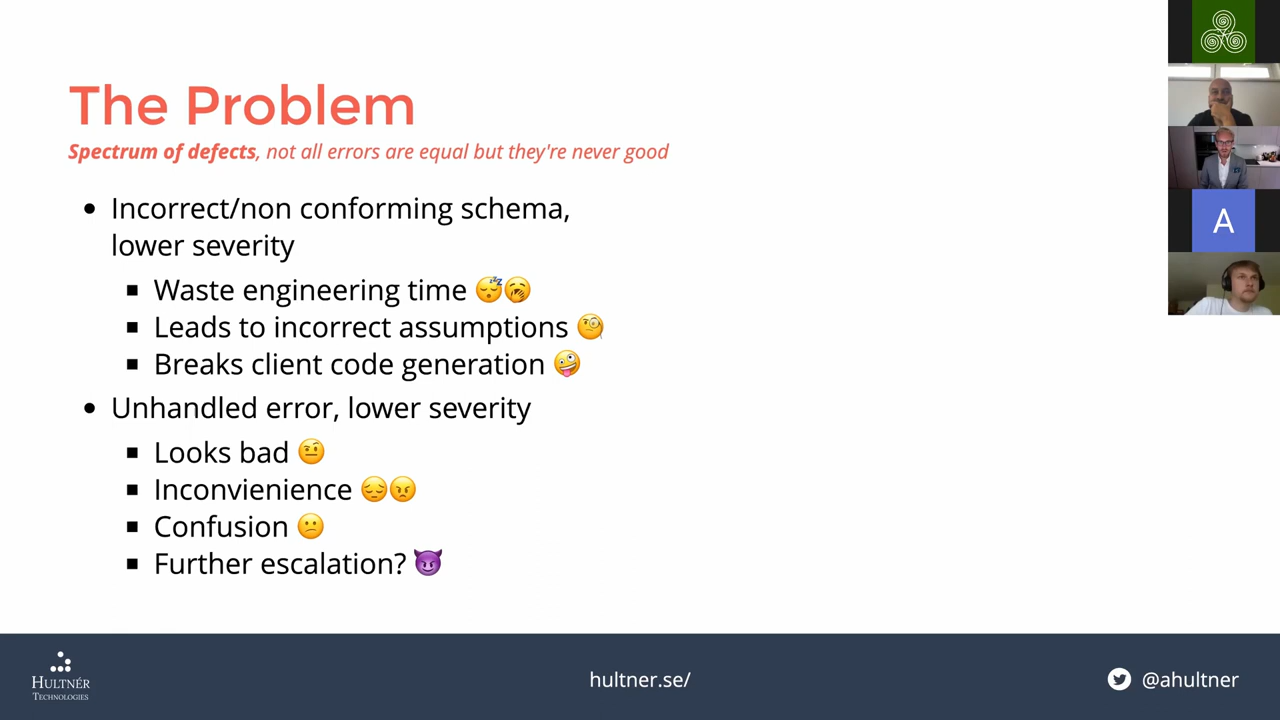 The Problem
Spectrum of defects, not all errors are equal but they're never good
• Incorrect/non conforming schema,
lower severity
▪ Waste engineering time 😴🥱
▪ Leads to incorrect assumptions 🧐
▪ Breaks client code generation 🤪
• Unhandled error, lower severity
▪ Looks bad 🤨
▪ Inconvienience 😔😠
▪ Confusion 😕
▪ Further escalation? 😈
A
HULTNÉR
TECHNOLOGIES
hultner.se/
@ahultner